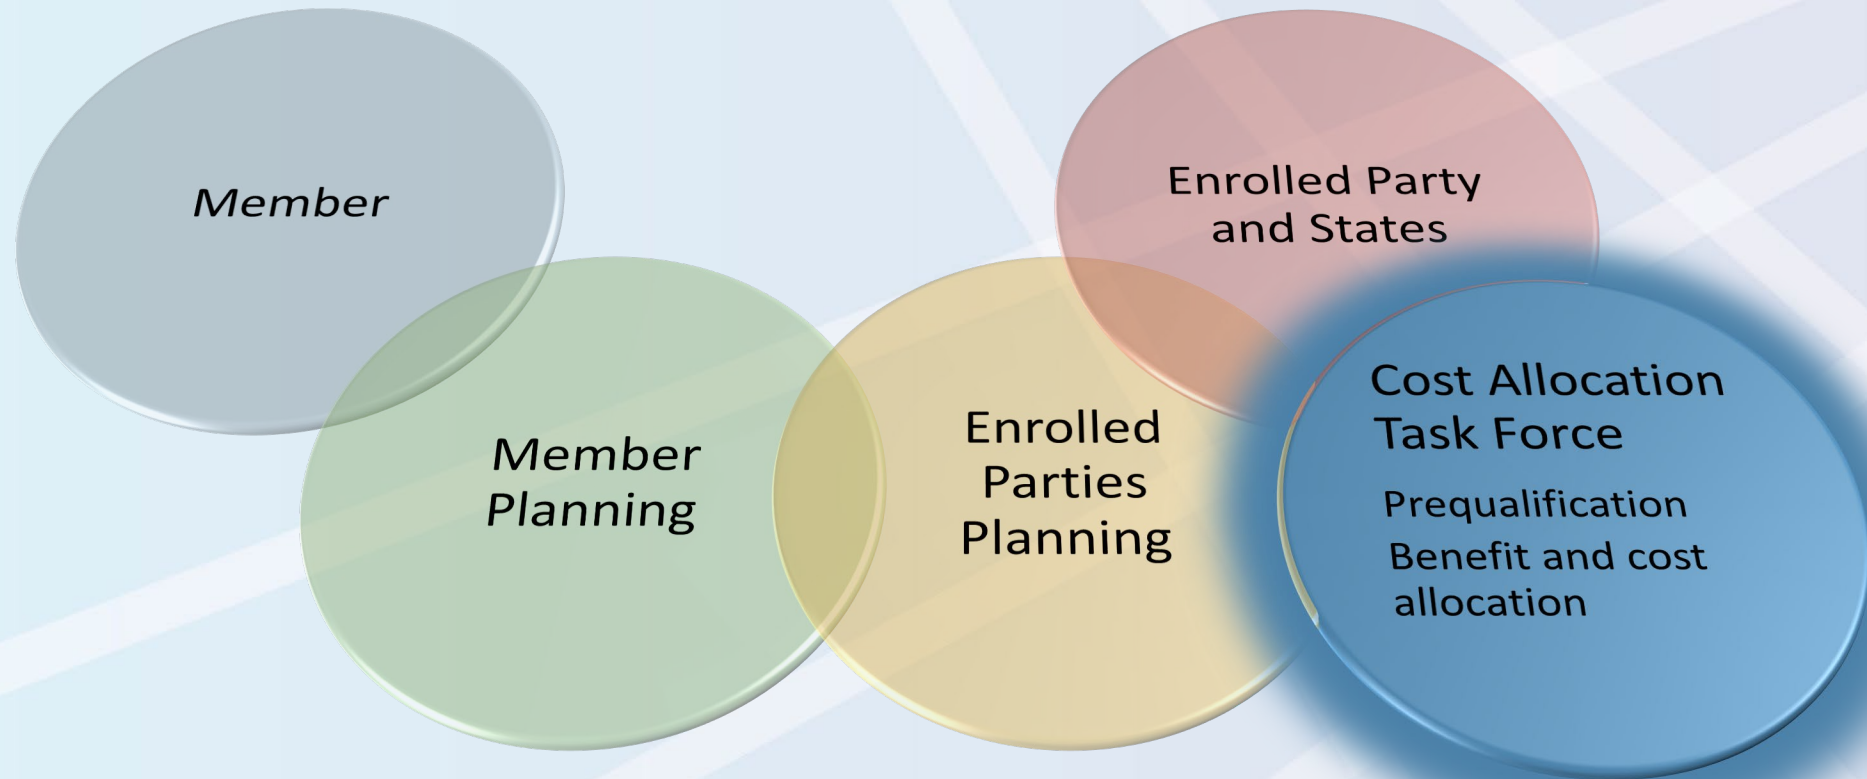 Member
Member
Planning
Enrolled
Parties
Planning
Enrolled Party
and States
Cost Allocation
Task Force
Prequalification
Benefit and cost
allocation